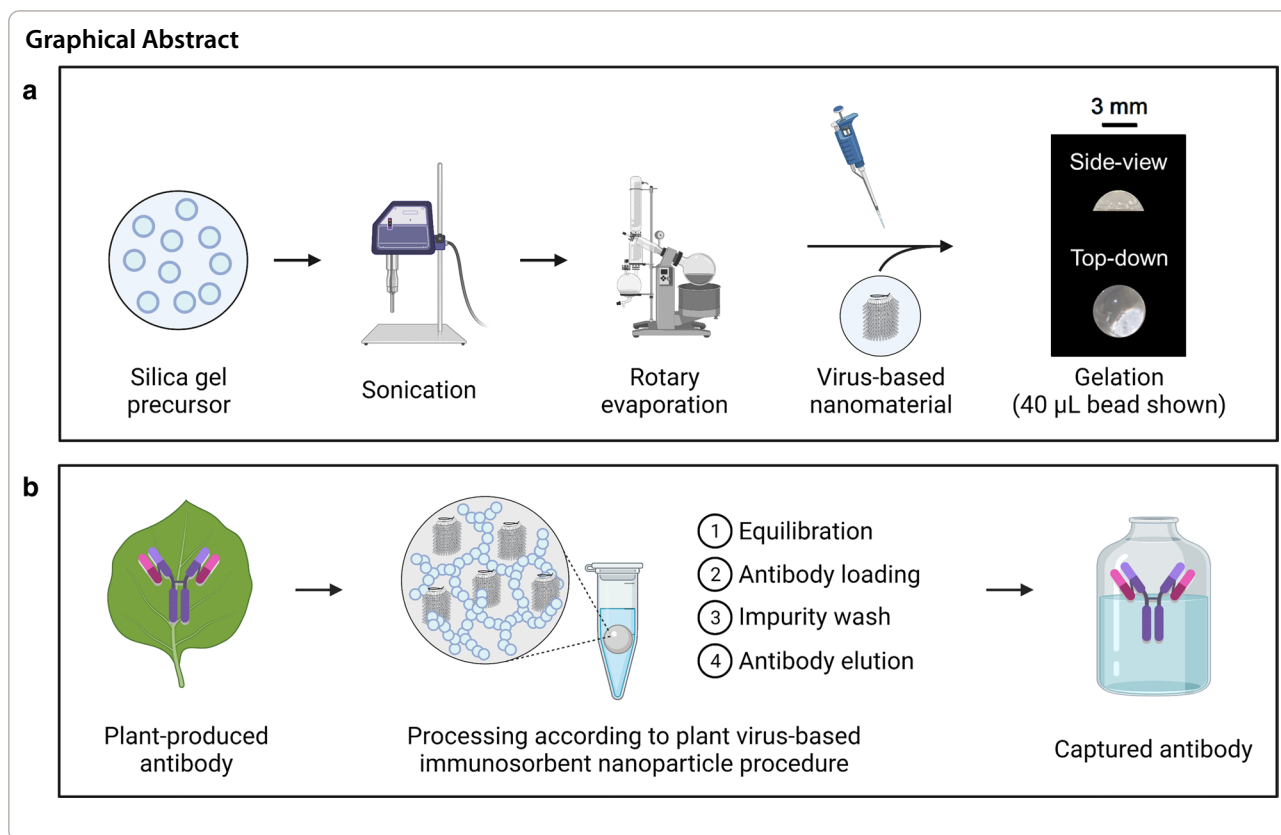 Graphical Abstract
a
3 mm
Side-view
Top-down
Silica gel
precursor
Sonication
Rotary
evaporation
Virus-based
nanomaterial
Gelation
(40 µL bead shown)
b
1 Equilibration
2 Antibody loading
3 Impurity wash
4 Antibody elution
Plant-produced
antibody
Processing according to plant virus-based
immunosorbent nanoparticle procedure
Captured antibody